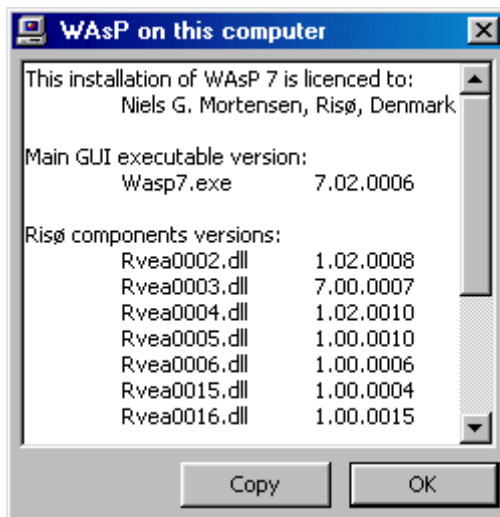 WAsP on this computer
This installation of WAsP 7 is licenced to:
Niels G. Mortensen, Risø, Denmark
Main GUI executable version:
Wasp7.exe 7.02.0006
Risø components versions:
Rvea0002.dll 1.02.0008
Rvea0003.dll 7.00.0007
Rvea0004.dll 1.02.0010
Rvea0005.dll 1.00.0010
Rvea0006.dll 1.00.0006
Rvea0015.dll 1.00.0004
Rvea0016.dll 1.00.0015
Copy OK